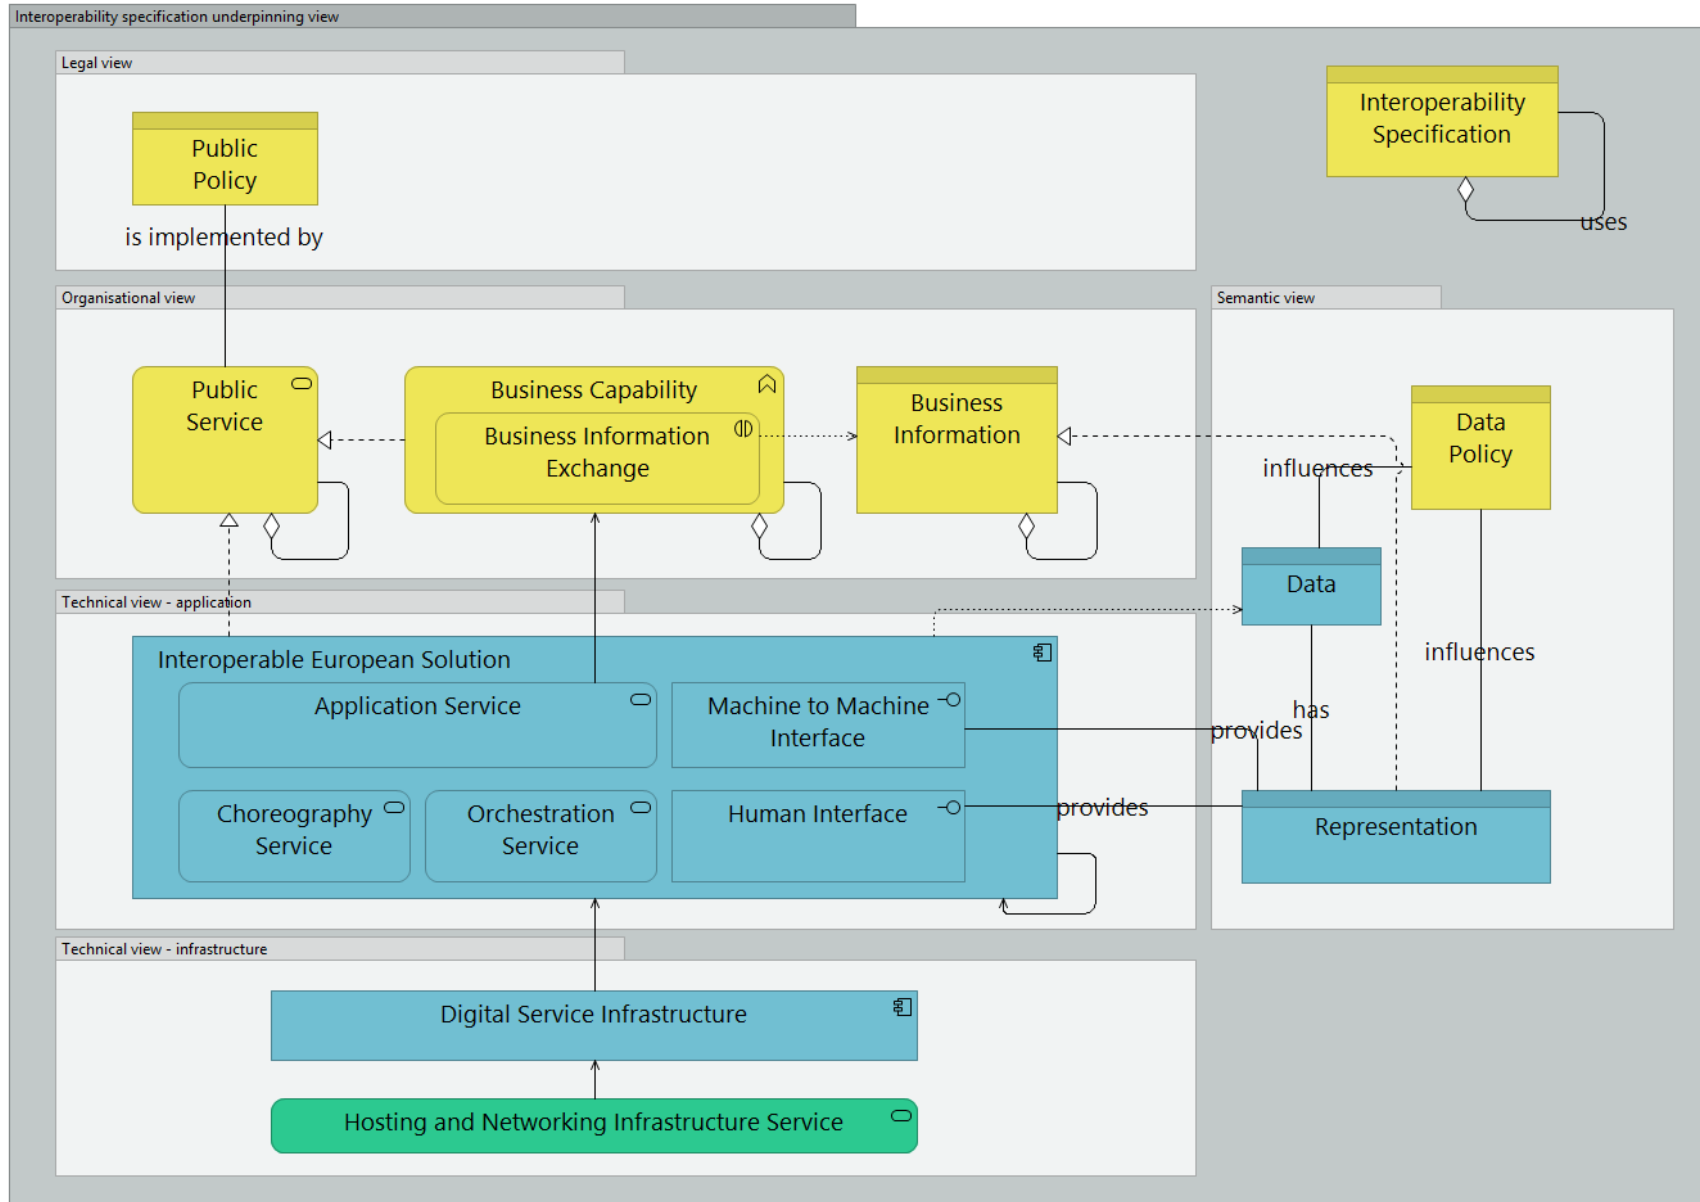 Interoperability specification underpinning view
Legal view
Public
Policy
is implemented by
Interoperability
Specification
uses
Organisational view
Public
Service
Business Capability
Business Information
Exchange
Business
Information
Semantic view
Data
Policy
influences
Data
influences
has
provides
provides
Representation
Technical view - application
Interoperable European Solution
Application Service
Machine to Machine
Interface
Choreography
Service
Orchestration
Service
Human Interface
Technical view - infrastructure
Digital Service Infrastructure
Hosting and Networking Infrastructure Service